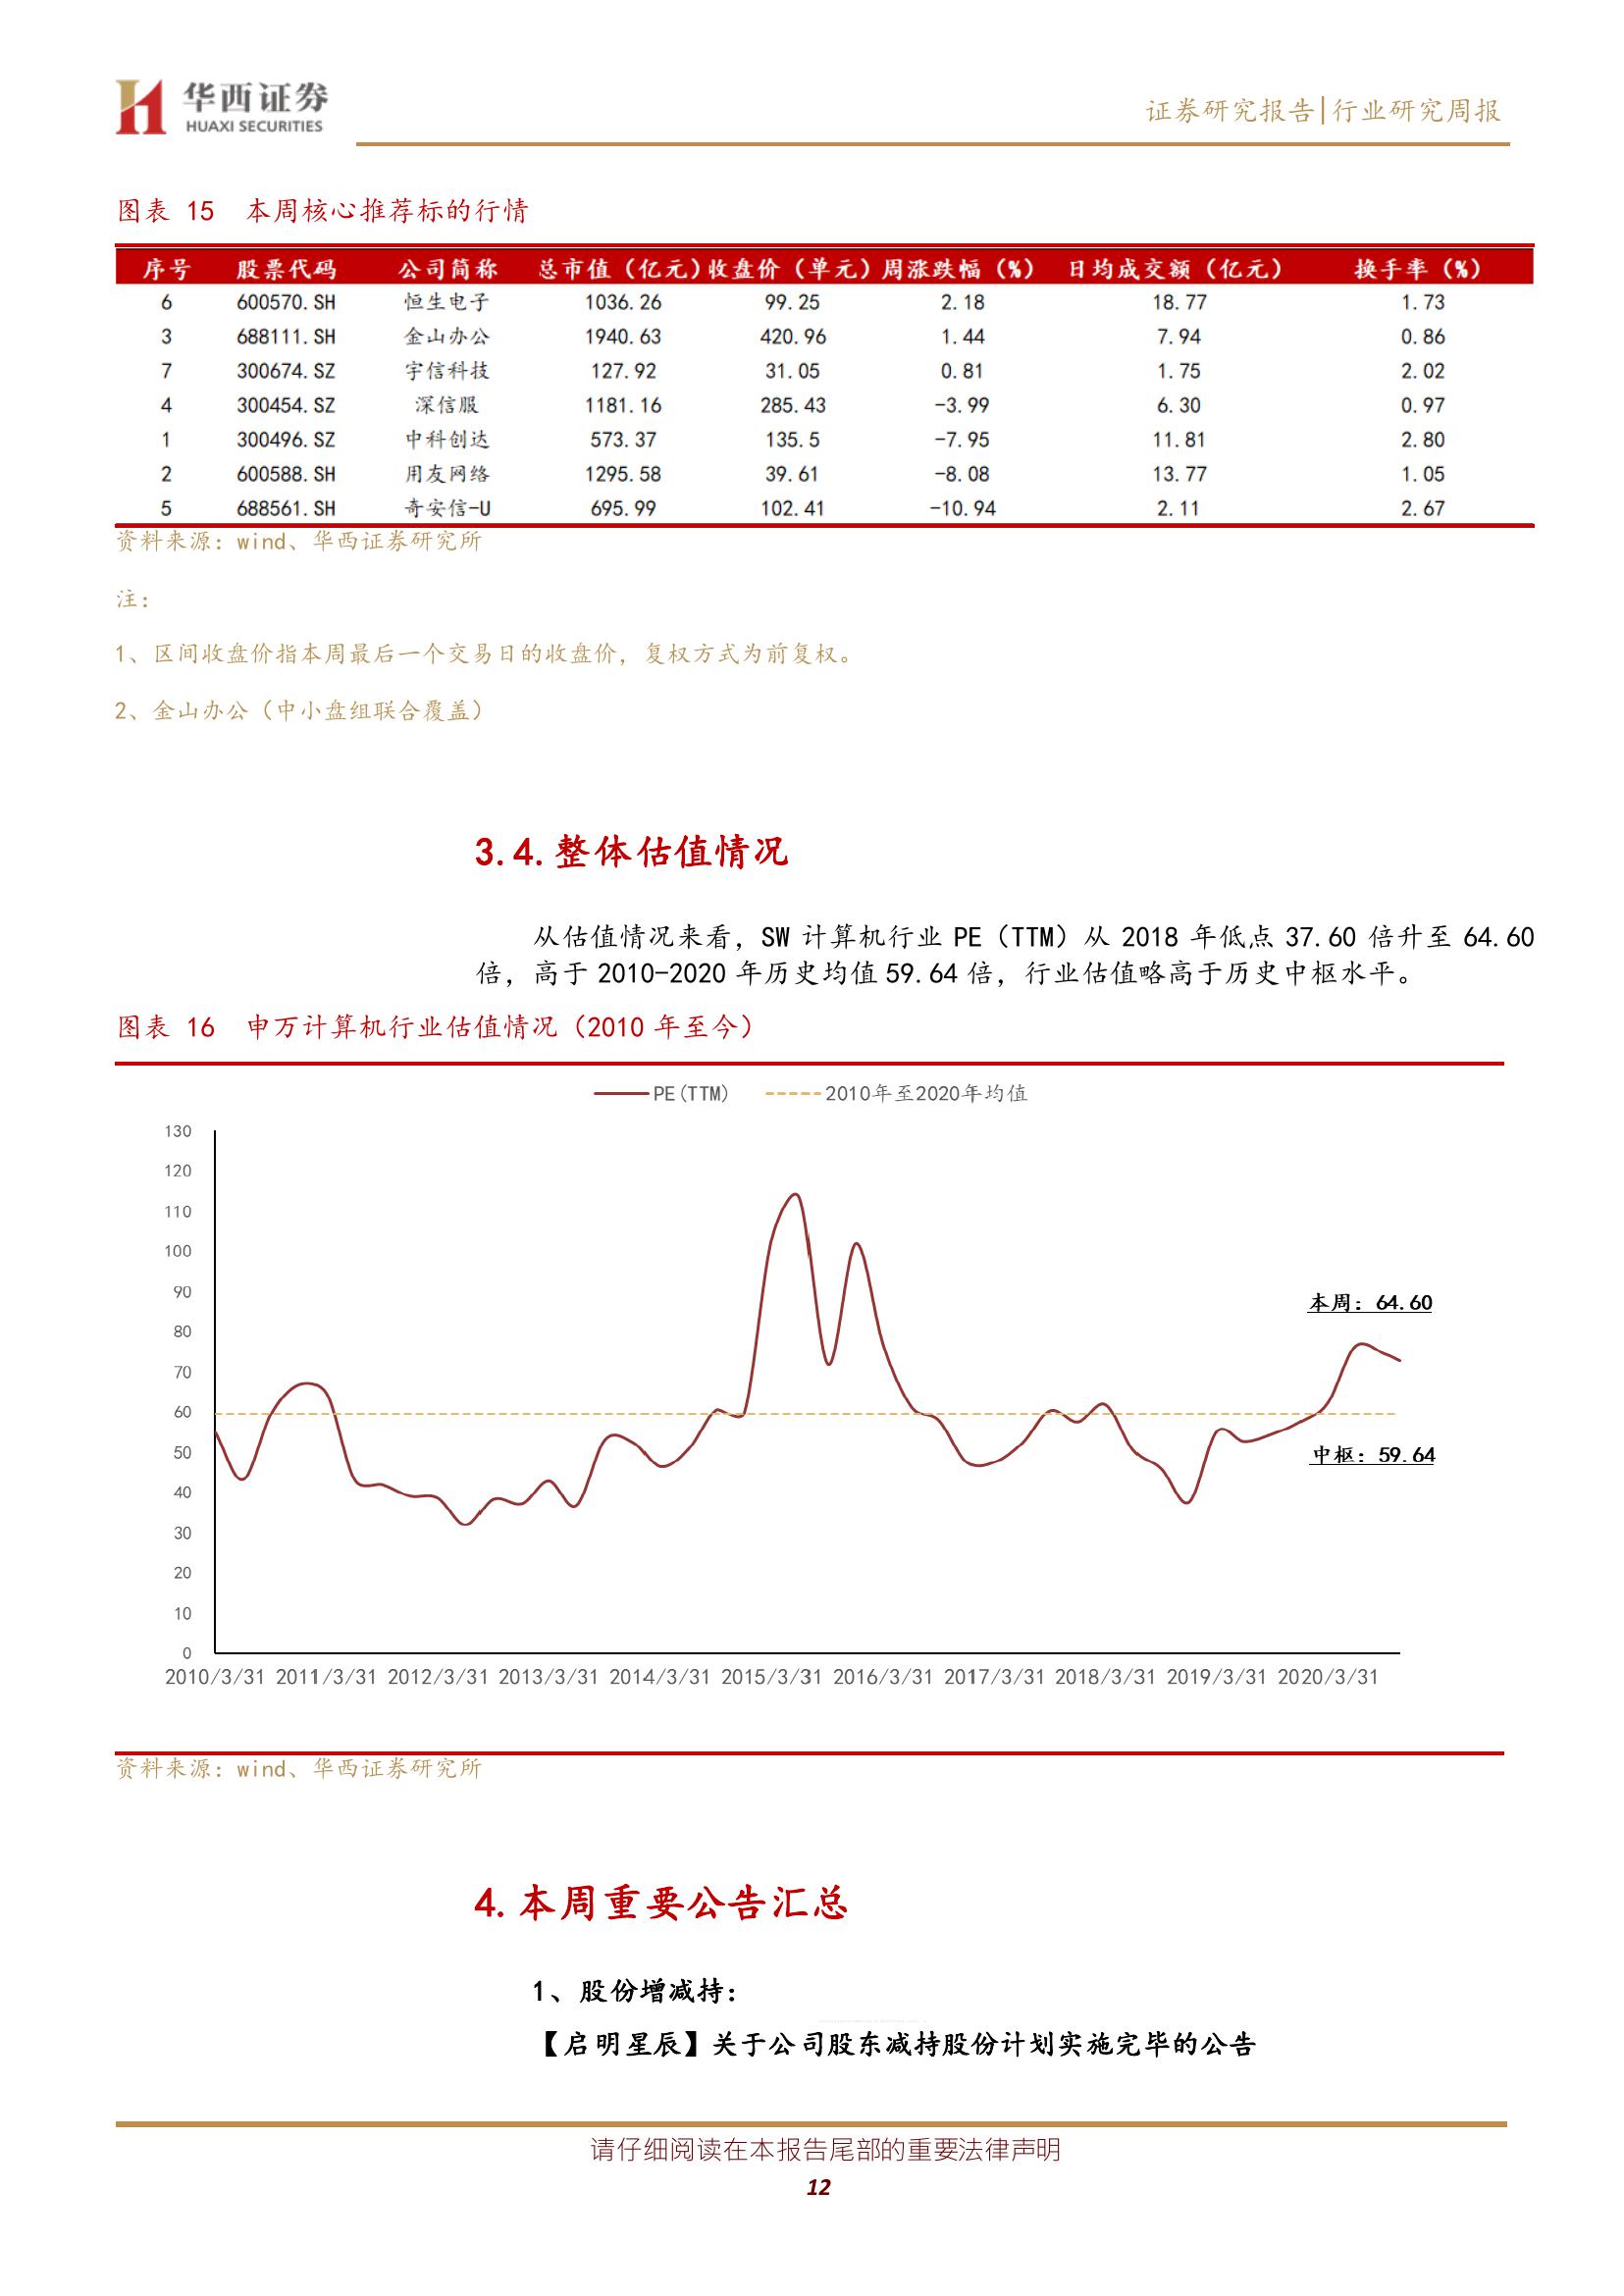 华西证券
HUAXI SECURITIES
证券研究报告|行业研究周报
图表 15 本周核心推荐标的行情
序号 股票代码 公司简称 总市值（亿元） 收盘价（单元） 周涨跌幅（%） 日均成交额（亿元） 换手率（%）
6 600570.SH 恒生电子 1036.26 99.25 2.18 18.77 1.73
3 688111.SH 金山办公 1940.63 420.96 1.44 7.94 0.86
7 300674.SZ 宇信科技 127.92 31.05 0.81 1.75 2.02
4 300454.SZ 深信服 1181.16 285.43 -3.99 6.30 0.97
1 300496.SZ 中科创达 573.37 135.5 -7.95 11.81 2.80
2 600588.SH 用友网络 1295.58 39.61 -8.08 13.77 1.05
5 688561.SH 奇安信-U 695.99 102.41 -10.94 2.11 2.67
资料来源：wind、华西证券研究所
注：
1、区间收盘价指本周最后一个交易日的收盘价，复权方式为前复权。
2、金山办公（中小盘组联合覆盖）
3.4.整体估值情况
从估值情况来看，SW 计算机行业 PE（TTM）从 2018 年低点 37.60 倍升至 64.60
倍，高于 2010-2020 年历史均值 59.64 倍，行业估值略高于历史中枢水平。
图表 16 申万计算机行业估值情况（2010 年至今）
PE(TTM) 2010年至2020年均值
130
120
110
100
90
本周：64.60
80
70
60
50
中枢：59.64
40
30
20
10
0
2010/3/31 2011/3/31 2012/3/31 2013/3/31 2014/3/31 2015/3/31 2016/3/31 2017/3/31 2018/3/31 2019/3/31 2020/3/31
资料来源：wind、华西证券研究所
4.本周重要公告汇总
1、股份增减持：
【启明星辰】关于公司股东减持股份计划实施完毕的公告
请仔细阅读在本报告尾部的重要法律声明
12